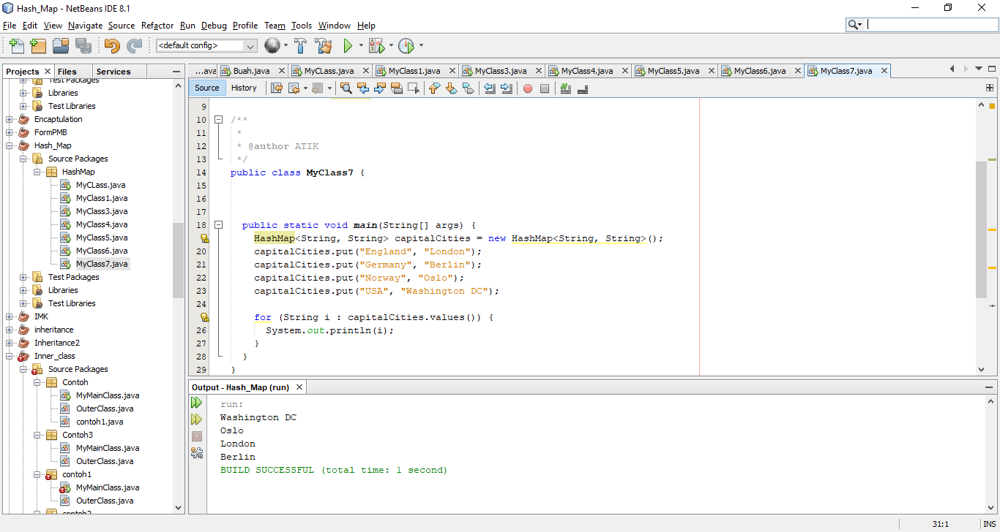 Hash_Map - NetBeans IDE 8.1
File Edit View Navigate Source Refactor Run Debug Profile Team Tools Window Help
<default config>
Projects Files Services
Test Packages
Libraries
Test Libraries
Encaptulation
FormPMB
Hash_Map
Source Packages
HashMap
MyCLass.java
MyClass1.java
MyClass3.java
MyClass4.java
MyClass5.java
MyClass6.java
MyClass7.java
Test Packages
Libraries
Test Libraries
IMK
inheritance
Inheritance2
Inner_class
Source Packages
Contoh
MyMainClass.java
OuterClass.java
contoh1.java
Contoh3
MyMainClass.java
OuterClass.java
contoh1
MyMainClass.java
OuterClass.java
contoh2
...ava Buah.java MyCLass.java MyClass1.java MyClass3.java MyClass4.java MyClass5.java MyClass6.java MyClass7.java
Source History
9
10 /**
11 *
12 * @author ATIK
13 */
14 public class MyClass7 {
15
16
17
18 public static void main(String[] args) {
HashMap<String, String> capitalCities = new HashMap<String, String>();
20 capitalCities.put("England", "London");
21 capitalCities.put("Germany", "Berlin");
22 capitalCities.put("Norway", "Oslo");
23 capitalCities.put("USA", "Washington DC");
24
for (String i : capitalCities.values()) {
26 System.out.println(i);
27 }
28 }
29 }
Output - Hash_Map (run)
run:
Washington DC
Oslo
London
Berlin
BUILD SUCCESSFUL (total time: 1 second)
31:1 INS